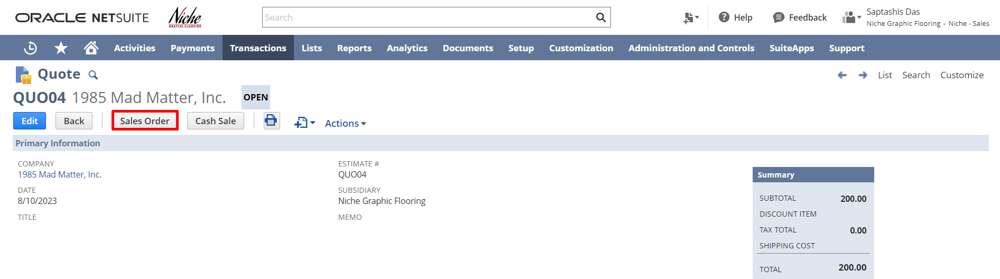 ORACLE NETSUITE
Niche
GRAPHIC FLOORING
Search
Help
Feedback
Saptashis Das
Niche Graphic Flooring - Niche - Sales
Activities Payments Transactions Lists Reports Analytics Documents Setup Customization Administration and Controls SuiteApps Support
Quote
List Search Customize
QUO04 1985 Mad Matter, Inc. OPEN
Edit Back Sales Order Cash Sale Actions
Primary Information
COMPANY
1985 Mad Matter, Inc.
DATE
8/10/2023
TITLE
ESTIMATE #
QUO04
SUBSIDIARY
Niche Graphic Flooring
MEMO
Summary
SUBTOTAL 200.00
DISCOUNT ITEM
TAX TOTAL 0.00
SHIPPING COST
TOTAL 200.00